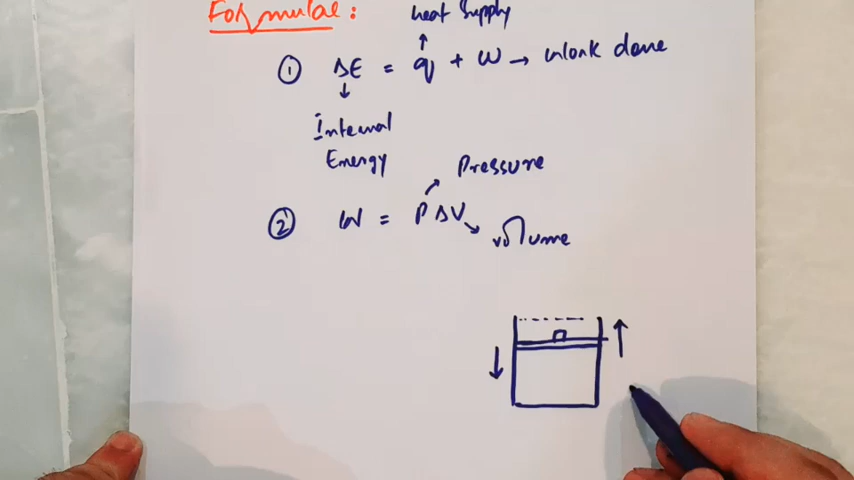 Formulae:
heat Supply
① ΔE = q + w → work done
Internal
Energy
Pressure
② W = PΔV
volume